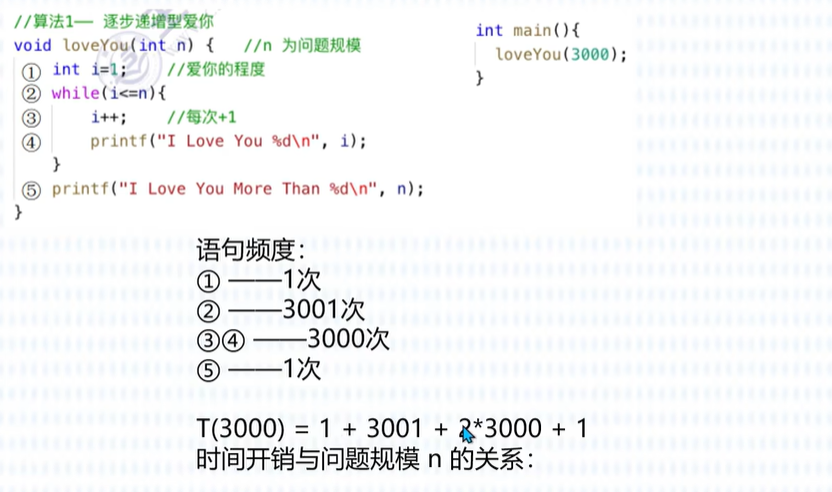 //算法1—— 逐步递增型爱你
void loveYou(int n) {   //n 为问题规模
① int i=1;    //爱你的程度
② while(i<=n){
③ i++;    //每次+1
④ printf("I Love You %d\n", i);
}
⑤ printf("I Love You More Than %d\n", n);
}
int main(){
loveYou(3000);
}
语句频度：
① ——1次
② ——3001次
③④ ——3000次
⑤ ——1次
T(3000) = 1 + 3001 + 2*3000 + 1
时间开销与问题规模 n 的关系：